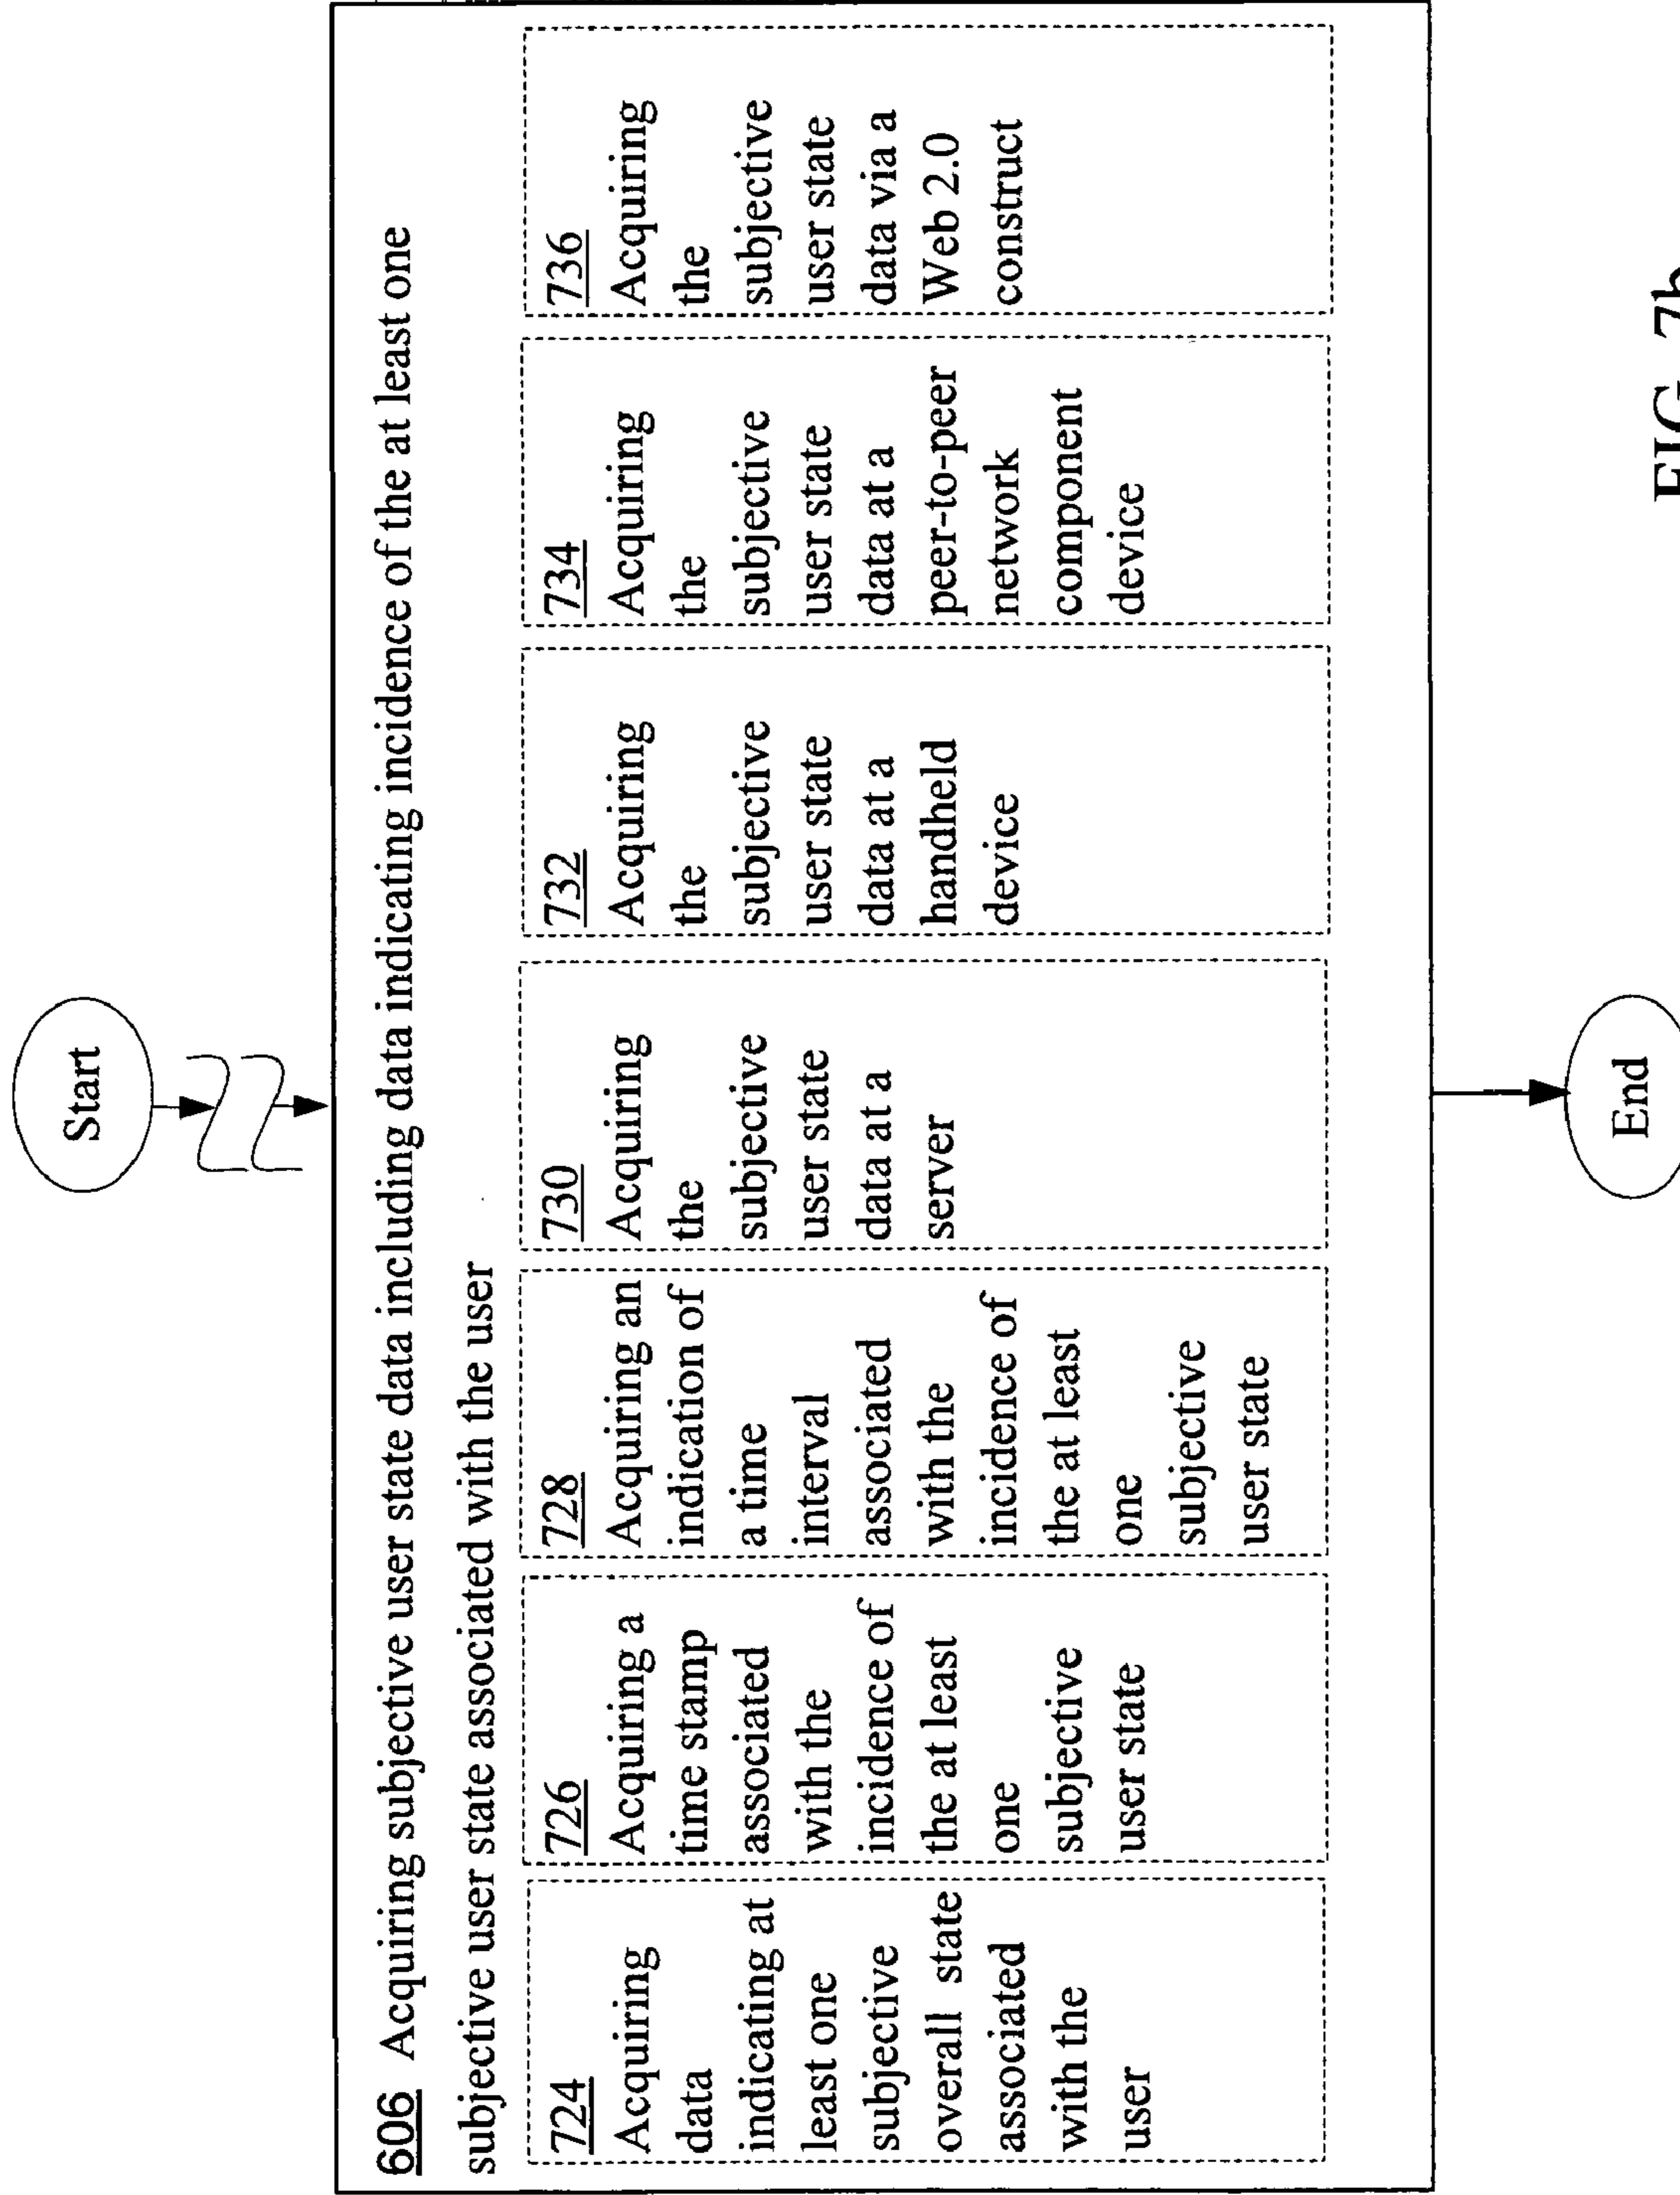 Start
606 Acquiring subjective user state data including data indicating incidence of the at least one
subjective user state associated with the user
724
Acquiring
data
indicating at
least one
subjective
overall state
associated
with the
user
726
Acquiring a
time stamp
associated
with the
incidence of
the at least
one
subjective
user state
728
Acquiring an
indication of
a time
interval
associated
with the
incidence of
the at least
one
subjective
user state
730
Acquiring
the
subjective
user state
data at a
server
732
Acquiring
the
subjective
user state
data at a
handheld
device
734
Acquiring
the
subjective
user state
data at a
peer-to-peer
network
component
device
736
Acquiring
the
subjective
user state
data via a
Web 2.0
construct
End
FIG. 7b